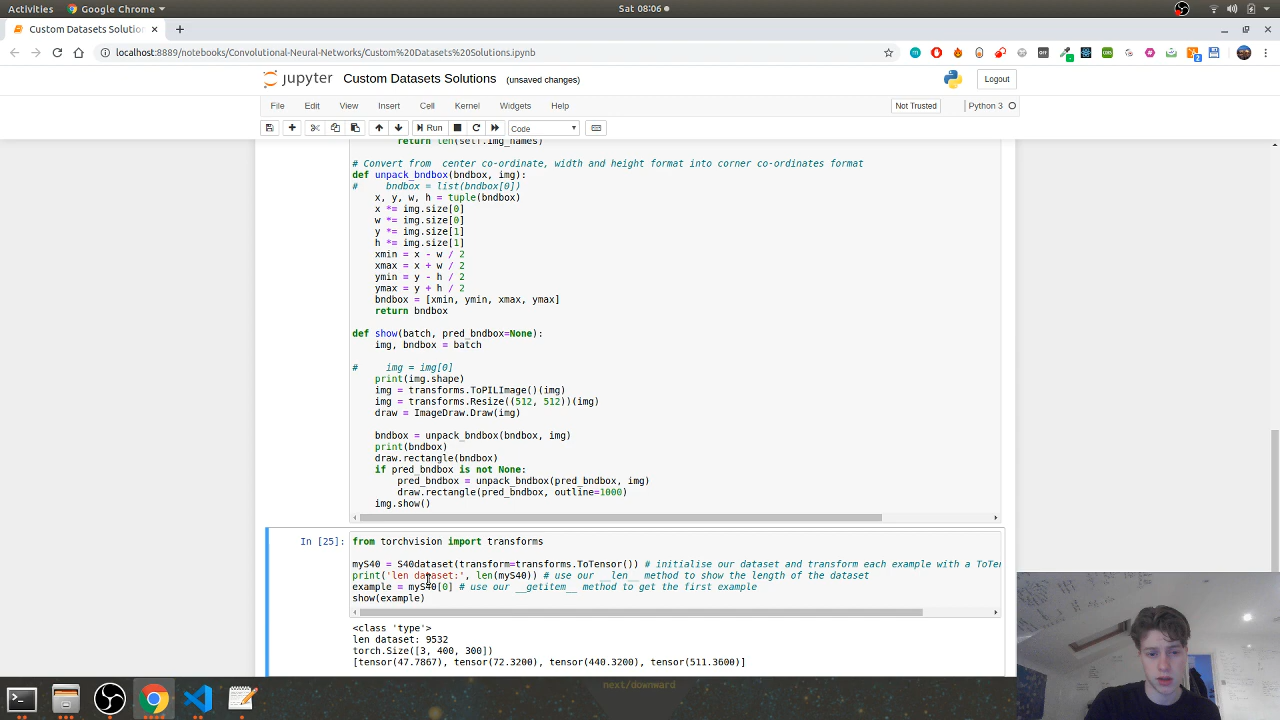 Activities
Google Chrome
Sat 08:06
Custom Datasets Solution
localhost:8889/notebooks/Convolutional-Neural-Networks/Custom%20Datasets%20Solutions.ipynb
jupyter
Custom Datasets Solutions
(unsaved changes)
Logout
File
Edit
View
Insert
Cell
Kernel
Widgets
Help
Not Trusted
Python 3
Run
Code
return len(self.img_names)
# Convert from  center co-ordinate, width and height format into corner co-ordinates format
def unpack_bndbox(bndbox, img):
#     bndbox = list(bndbox[0])
    x, y, w, h = tuple(bndbox)
    x *= img.size[0]
    w *= img.size[0]
    y *= img.size[1]
    h *= img.size[1]
    xmin = x - w / 2
    xmax = x + w / 2
    ymin = y - h / 2
    ymax = y + h / 2
    bndbox = [xmin, ymin, xmax, ymax]
    return bndbox
def show(batch, pred_bndbox=None):
    img, bndbox = batch
#     img = img[0]
    print(img.shape)
    img = transforms.ToPILImage()(img)
    img = transforms.Resize((512, 512))(img)
    draw = ImageDraw.Draw(img)
    bndbox = unpack_bndbox(bndbox, img)
    print(bndbox)
    draw.rectangle(bndbox)
    if pred_bndbox is not None:
        pred_bndbox = unpack_bndbox(pred_bndbox, img)
        draw.rectangle(pred_bndbox, outline=1000)
    img.show()
In [25]:
from torchvision import transforms
myS40 = S40dataset(transform=transforms.ToTensor()) # initialise our dataset and transform each example with a ToTen
print('len dataset:', len(myS40)) # use our __len__ method to show the length of the dataset
example = myS40[0] # use our __getitem__ method to get the first example
show(example)
<class 'type'>
len dataset: 9532
torch.Size([3, 400, 300])
[tensor(47.7867), tensor(72.3200), tensor(440.3200), tensor(511.3600)]
next/downward